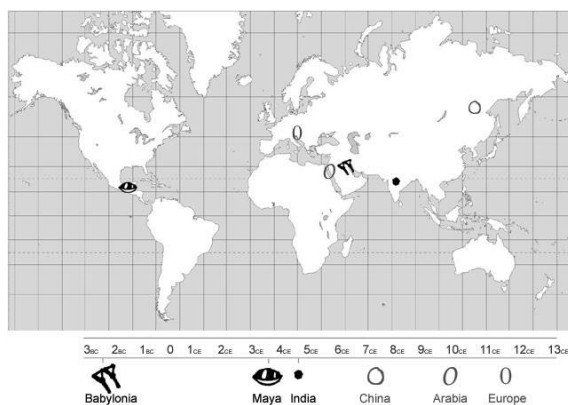 3BC 2BC 1BC 0 1CE 2CE 3CE 4CE 5CE 6CE 7CE 8CE 9CE 10CE 11CE 12CE 13CE
Babylonia Maya India China Arabia Europe